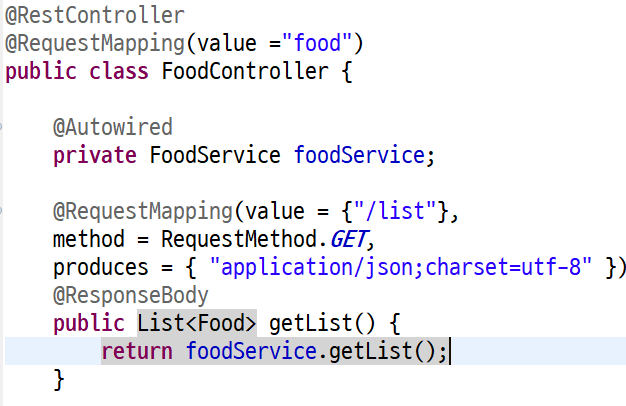 @RestController
@RequestMapping(value ="food")
public class FoodController {
@Autowired
private FoodService foodService;
@RequestMapping(value = {"/list"},
method = RequestMethod.GET,
produces = { "application/json;charset=utf-8" })
@ResponseBody
public List<Food> getList() {
return foodService.getList();
}